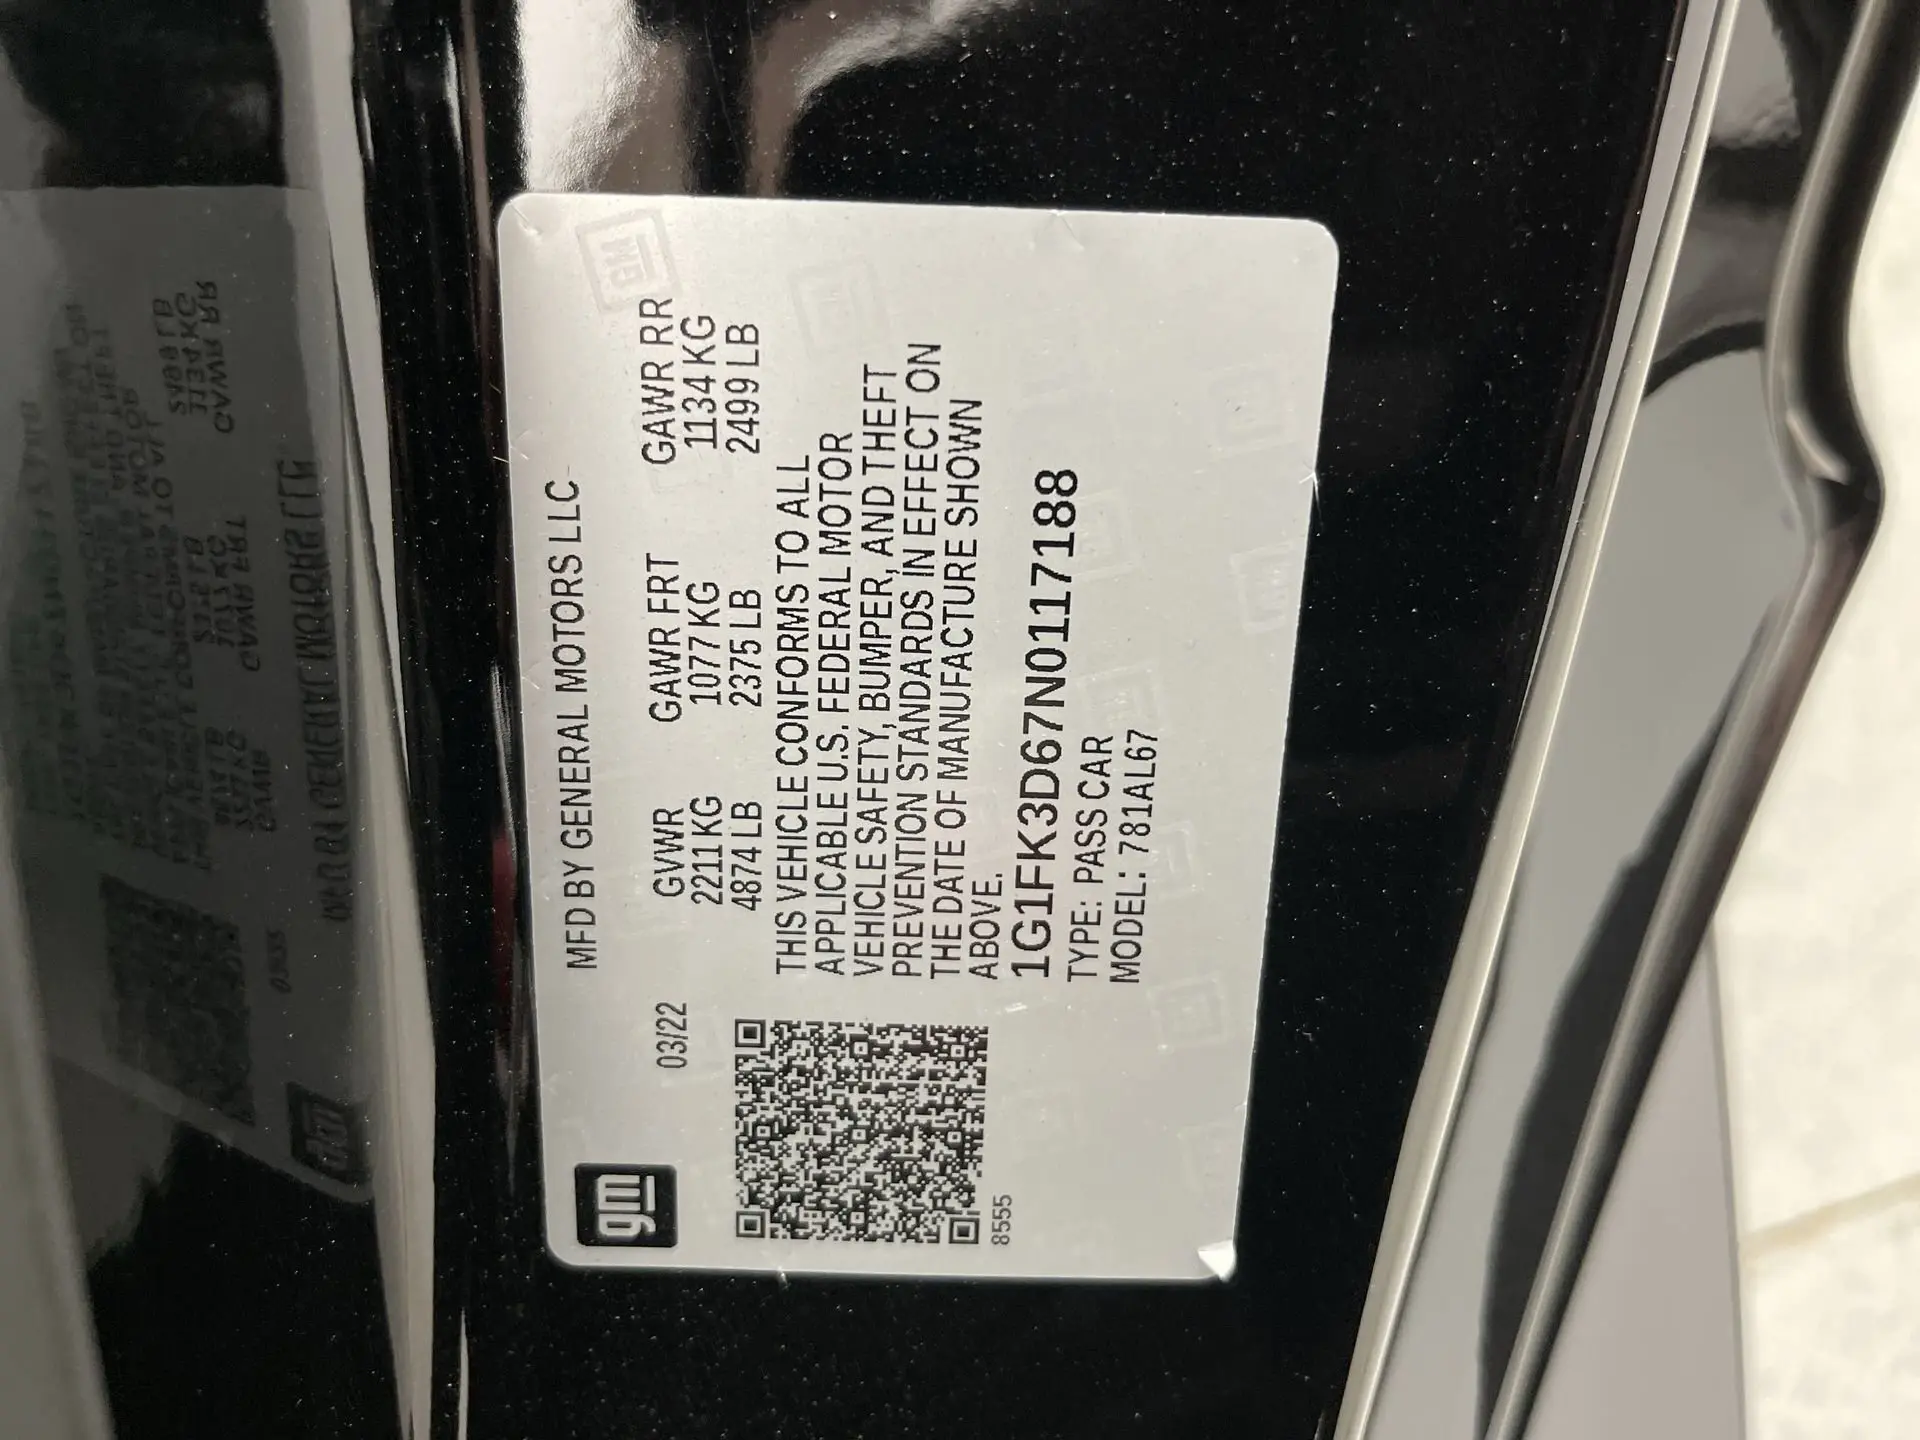 gm
MFD BY GENERAL MOTORS LLC
03/22
GVWR GAWR FRT GAWR RR
2211 KG 1077 KG 1134 KG
4874 LB 2375 LB 2499 LB
THIS VEHICLE CONFORMS TO ALL
APPLICABLE U.S. FEDERAL MOTOR
VEHICLE SAFETY, BUMPER, AND THEFT
PREVENTION STANDARDS IN EFFECT ON
THE DATE OF MANUFACTURE SHOWN
ABOVE.
1G1FK3D67N0117188
TYPE: PASS CAR
MODEL: 781AL67
8555